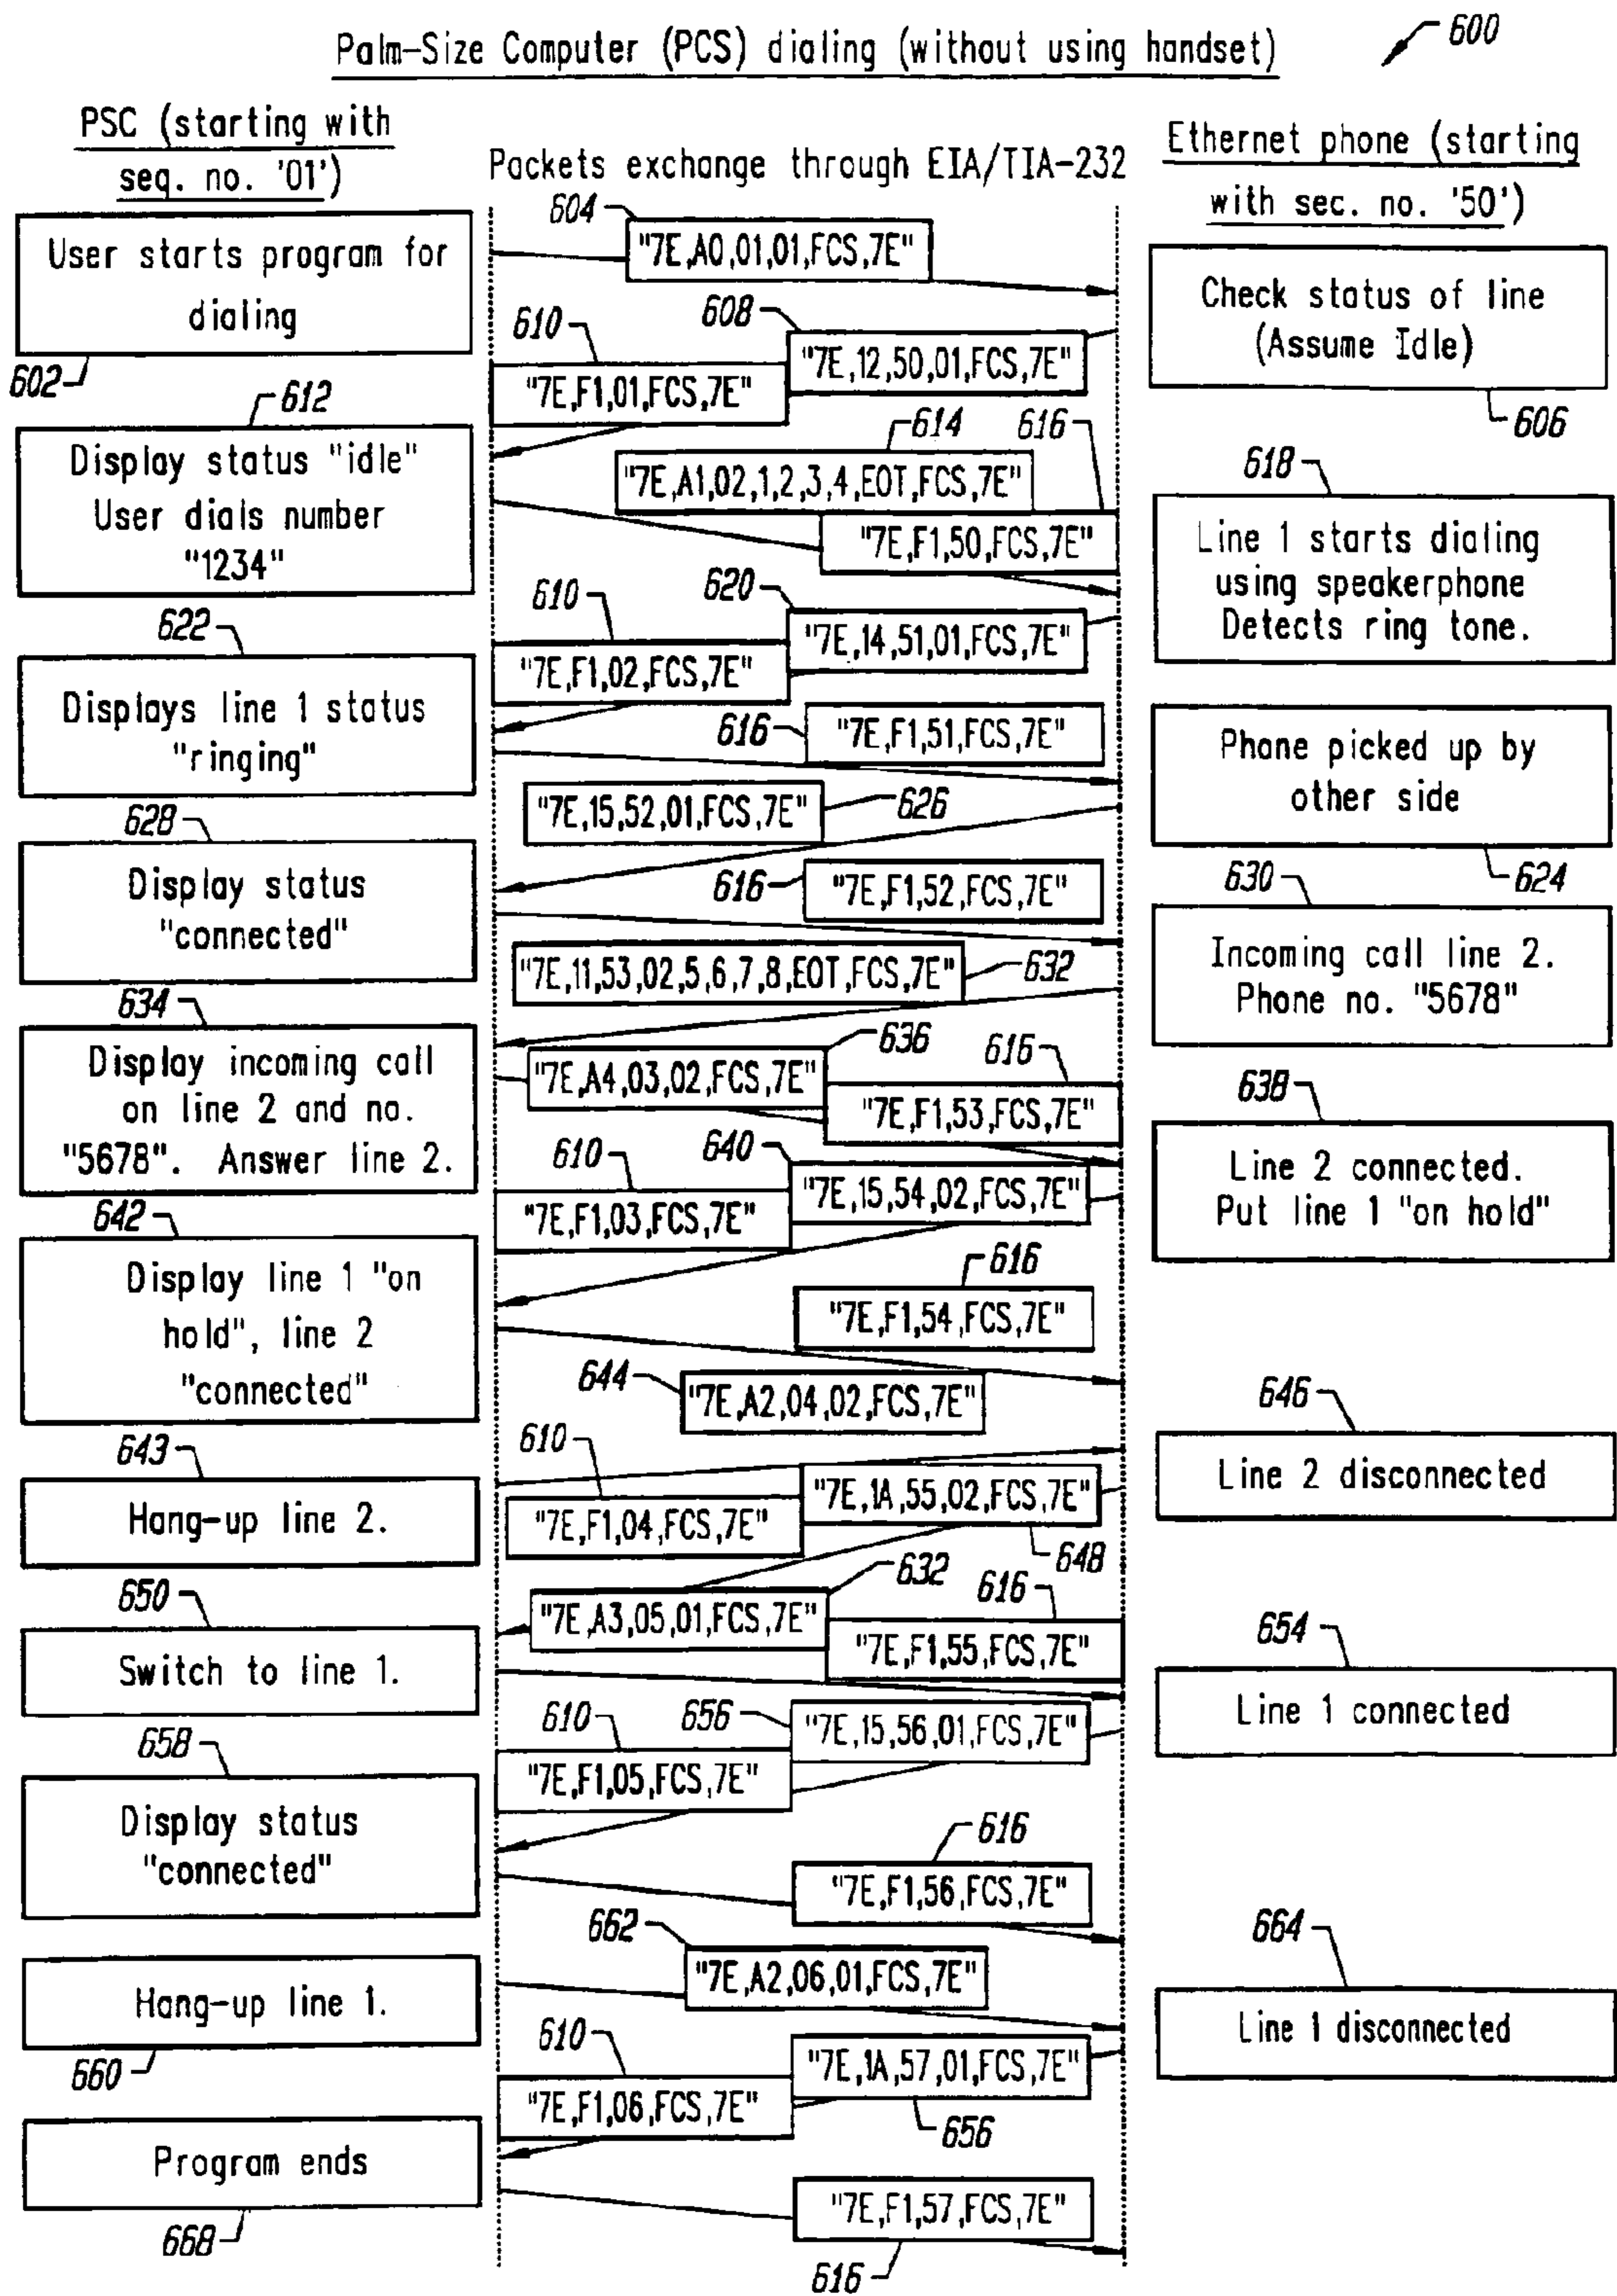 Palm-Size Computer (PCS) dialing (without using handset)
600
PSC (starting with
seq. no. '01')
Packets exchange through EIA/TIA-232
Ethernet phone (starting
with sec. no. '50')
604
"7E,A0,01,01,FCS,7E"
User starts program for
dialing
602
Check status of line
(Assume Idle)
606
608
"7E,12,50,01,FCS,7E"
610
"7E,F1,01,FCS,7E"
612
Display status "idle"
User dials number
"1234"
614
"7E,A1,02,1,2,3,4,EOT,FCS,7E"
616
"7E,F1,50,FCS,7E"
618
Line 1 starts dialing
using speakerphone
Detects ring tone.
620
"7E,14,51,01,FCS,7E"
610
"7E,F1,02,FCS,7E"
622
Displays line 1 status
"ringing"
616
"7E,F1,51,FCS,7E"
Phone picked up by
other side
624
"7E,15,52,01,FCS,7E"
626
628
Display status
"connected"
616
"7E,F1,52,FCS,7E"
630
Incoming call line 2.
Phone no. "5678"
"7E,11,53,02,5,6,7,8,EOT,FCS,7E"
632
634
Display incoming call
on line 2 and no.
"5678". Answer line 2.
636
"7E,A4,03,02,FCS,7E"
616
"7E,F1,53,FCS,7E"
638
Line 2 connected.
Put line 1 "on hold"
640
"7E,15,54,02,FCS,7E"
610
"7E,F1,03,FCS,7E"
642
Display line 1 "on
hold", line 2
"connected"
616
"7E,F1,54,FCS,7E"
644
"7E,A2,04,02,FCS,7E"
643
Hang-up line 2.
646
Line 2 disconnected
610
"7E,F1,04,FCS,7E"
"7E,1A,55,02,FCS,7E"
648
650
Switch to line 1.
632
"7E,A3,05,01,FCS,7E"
616
"7E,F1,55,FCS,7E"
654
Line 1 connected
656
"7E,15,56,01,FCS,7E"
610
"7E,F1,05,FCS,7E"
658
Display status
"connected"
616
"7E,F1,56,FCS,7E"
662
"7E,A2,06,01,FCS,7E"
Hang-up line 1.
660
664
Line 1 disconnected
610
"7E,F1,06,FCS,7E"
"7E,1A,57,01,FCS,7E"
656
Program ends
668
"7E,F1,57,FCS,7E"
616